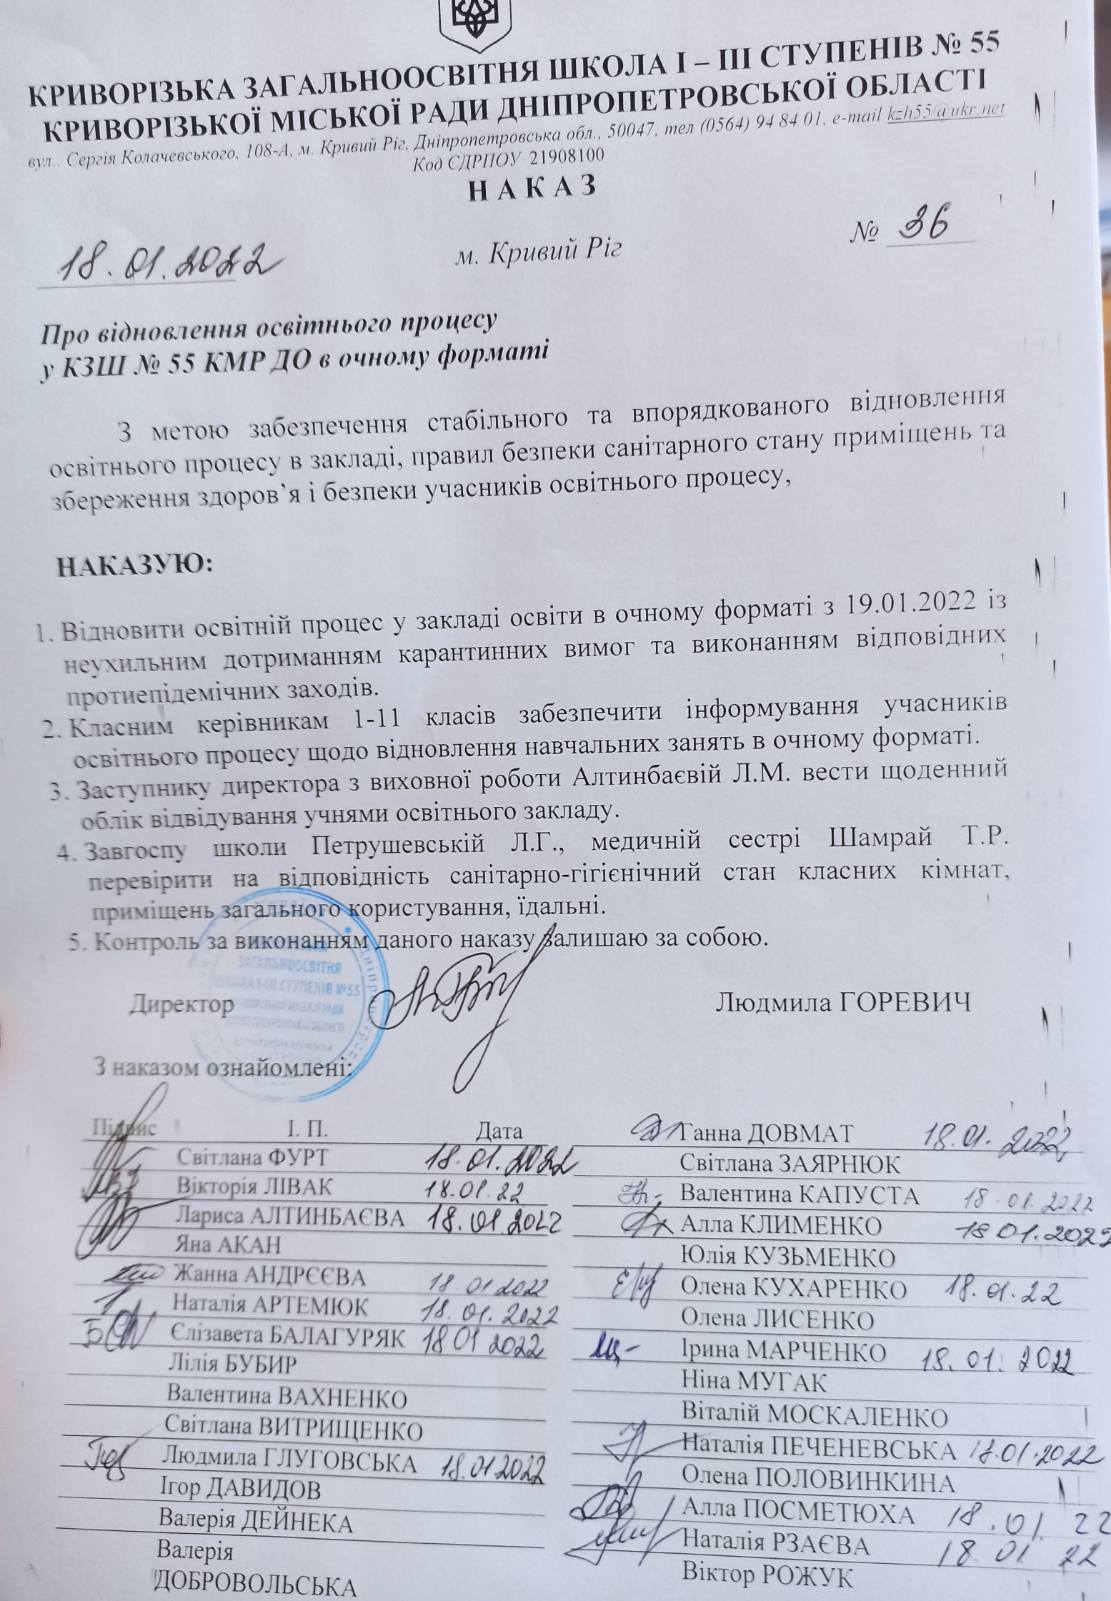 КРИВОРІЗЬКА ЗАГАЛЬНООСВІТНЯ ШКОЛА І – ІІІ СТУПЕНІВ № 55
КРИВОРІЗЬКОЇ МІСЬКОЇ РАДИ ДНІПРОПЕТРОВСЬКОЇ ОБЛАСТІ
вул.. Сергія Колачевського, 108-А, м. Кривий Ріг, Дніпропетровська обл., 50047, тел (0564) 94 84 01, e-mail kzh55@ukr.net
Код ЄДРПОУ 21908100
Н А К А З
18.01.2022 м. Кривий Ріг № 36
Про відновлення освітнього процесу
у КЗШ № 55 КМР ДО в очному форматі
З метою забезпечення стабільного та впорядкованого відновлення
освітнього процесу в закладі, правил безпеки санітарного стану приміщень та
збереження здоров’я і безпеки учасників освітнього процесу,
НАКАЗУЮ:
1. Відновити освітній процес у закладі освіти в очному форматі з 19.01.2022 із
неухильним дотриманням карантинних вимог та виконанням відповідних
протиепідемічних заходів.
2. Класним керівникам 1-11 класів забезпечити інформування учасників
освітнього процесу щодо відновлення навчальних занять в очному форматі.
3. Заступнику директора з виховної роботи Алтинбаєвій Л.М. вести щоденний
облік відвідування учнями освітнього закладу.
4. Завгоспу школи Петрушевській Л.Г., медичній сестрі Шамрай Т.Р.
перевірити на відповідність санітарно-гігієнічний стан класних кімнат,
приміщень загального користування, їдальні.
5. Контроль за виконанням даного наказу залишаю за собою.
ЗАГАЛЬНООСВІТНЯ
ШКОЛА І-ІІІ СТУПЕНІВ №55
Директор Людмила ГОРЕВИЧ
З наказом ознайомлені:
Підпис І. П. Дата
Світлана ФУРТ 18.01.2022
Вікторія ЛІВАК 18.01.22
Лариса АЛТИНБАЄВА 18.01.2022
Яна АКАН
Жанна АНДРЄЄВА 18.01.2022
Наталія АРТЕМЮК 18.01.2022
Єлізавета БАЛАГУРЯК 18.01.2022
Лілія БУБИР
Валентина ВАХНЕНКО
Світлана ВИТРИЩЕНКО
Людмила ГЛУГОВСЬКА 18.01.2022
Ігор ДАВИДОВ
Валерія ДЕЙНЕКА
Валерія
ДОБРОВОЛЬСЬКА
Ганна ДОВМАТ 18.01.2022
Світлана ЗАЯРНЮК
Валентина КАПУСТА 18.01.2022
Алла КЛИМЕНКО 18.01.2022
Юлія КУЗЬМЕНКО
Олена КУХАРЕНКО 18.01.22
Олена ЛИСЕНКО
Ірина МАРЧЕНКО 18.01.2022
Ніна МУГАК
Віталій МОСКАЛЕНКО
Наталія ПЕЧЕНЕВСЬКА 18.01.2022
Олена ПОЛОВИНКИНА
Алла ПОСМЕТЮХА 18.01.22
Наталія РЗАЄВА 18.01.22
Віктор РОЖУК